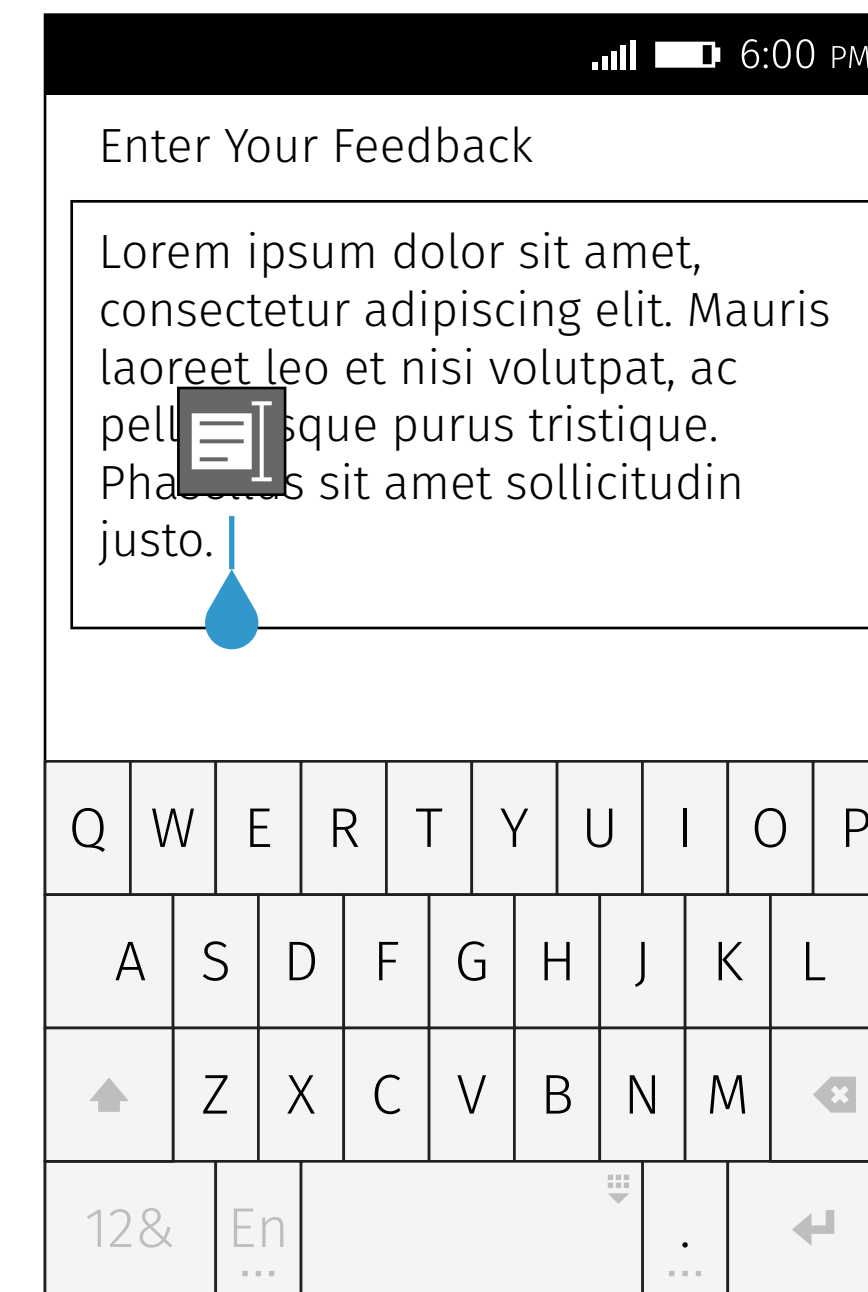 6:00 PM
Enter Your Feedback
Lorem ipsum dolor sit amet,
consectetur adipiscing elit. Mauris
laoreet leo et nisi volutpat, ac
purus tristique.
sit amet sollicitudin
justo.
Q W E R T Y U I O P
A S D F G H J K L
Z X C V B N M
12& En .